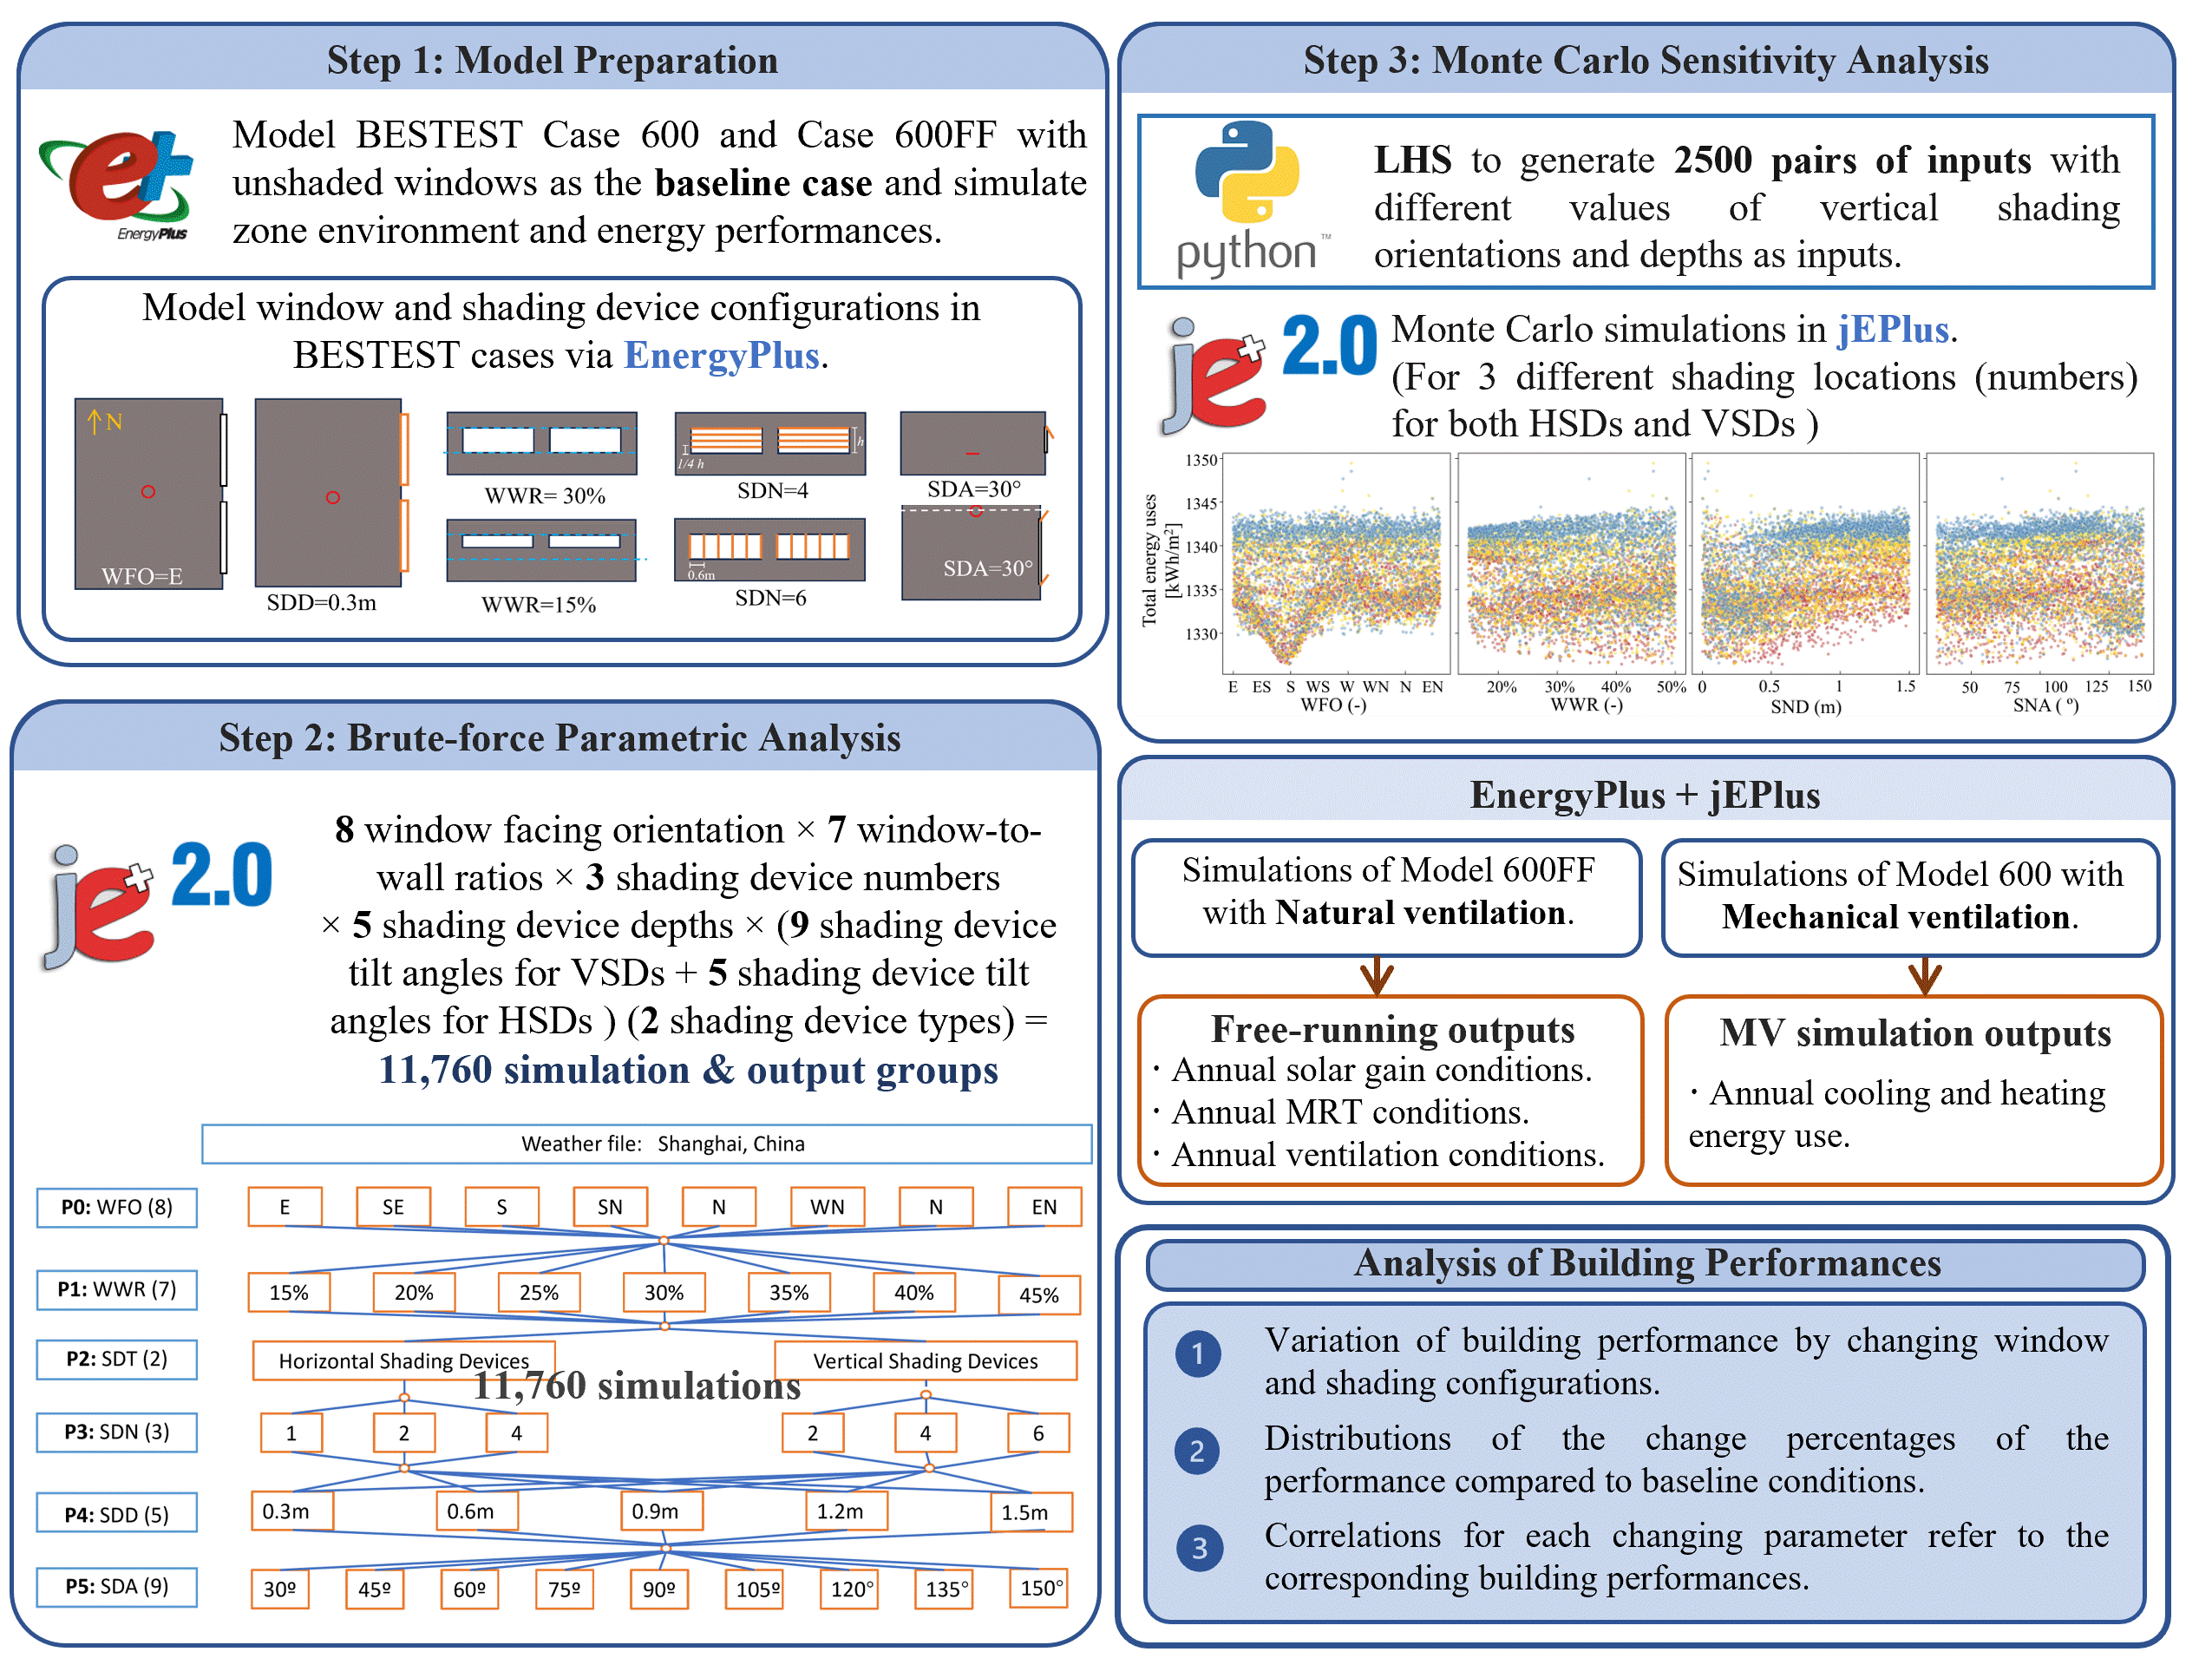 Step 1: Model Preparation
EnergyPlus
Model BESTEST Case 600 and Case 600FF with
unshaded windows as the baseline case and simulate
zone environment and energy performances.
Model window and shading device configurations in
BESTEST cases via EnergyPlus.
N
WFO=E
SDD=0.3m
WWR= 30%
WWR=15%
1/4 h
h
SDN=4
0.6m
SDN=6
SDA=30°
SDA=30°
Step 2: Brute-force Parametric Analysis
je+ 2.0
8 window facing orientation × 7 window-to-
wall ratios × 3 shading device numbers
× 5 shading device depths × (9 shading device
tilt angles for VSDs + 5 shading device tilt
angles for HSDs ) (2 shading device types) =
11,760 simulation & output groups
Weather file: Shanghai, China
P0: WFO (8) E SE S SN N WN N EN
P1: WWR (7) 15% 20% 25% 30% 35% 40% 45%
P2: SDT (2) Horizontal Shading Devices Vertical Shading Devices
11,760 simulations
P3: SDN (3) 1 2 4 2 4 6
P4: SDD (5) 0.3m 0.6m 0.9m 1.2m 1.5m
P5: SDA (9) 30º 45º 60º 75º 90º 105º 120° 135° 150°
Step 3: Monte Carlo Sensitivity Analysis
python™
LHS to generate 2500 pairs of inputs with
different values of vertical shading
orientations and depths as inputs.
je+ 2.0
Monte Carlo simulations in jEPlus.
(For 3 different shading locations (numbers)
for both HSDs and VSDs )
Total energy uses
[kWh/m²]
1350
1345
1340
1335
1330
E ES S WS W WN N EN
WFO (-)
20% 30% 40% 50%
WWR (-)
0 0.5 1 1.5
SND (m)
50 75 100 125 150
SNA ( º)
EnergyPlus + jEPlus
Simulations of Model 600FF
with Natural ventilation.
Simulations of Model 600 with
Mechanical ventilation.
Free-running outputs
· Annual solar gain conditions.
· Annual MRT conditions.
· Annual ventilation conditions.
MV simulation outputs
· Annual cooling and heating
energy use.
Analysis of Building Performances
1 Variation of building performance by changing window
and shading configurations.
2 Distributions of the change percentages of the
performance compared to baseline conditions.
3 Correlations for each changing parameter refer to the
corresponding building performances.